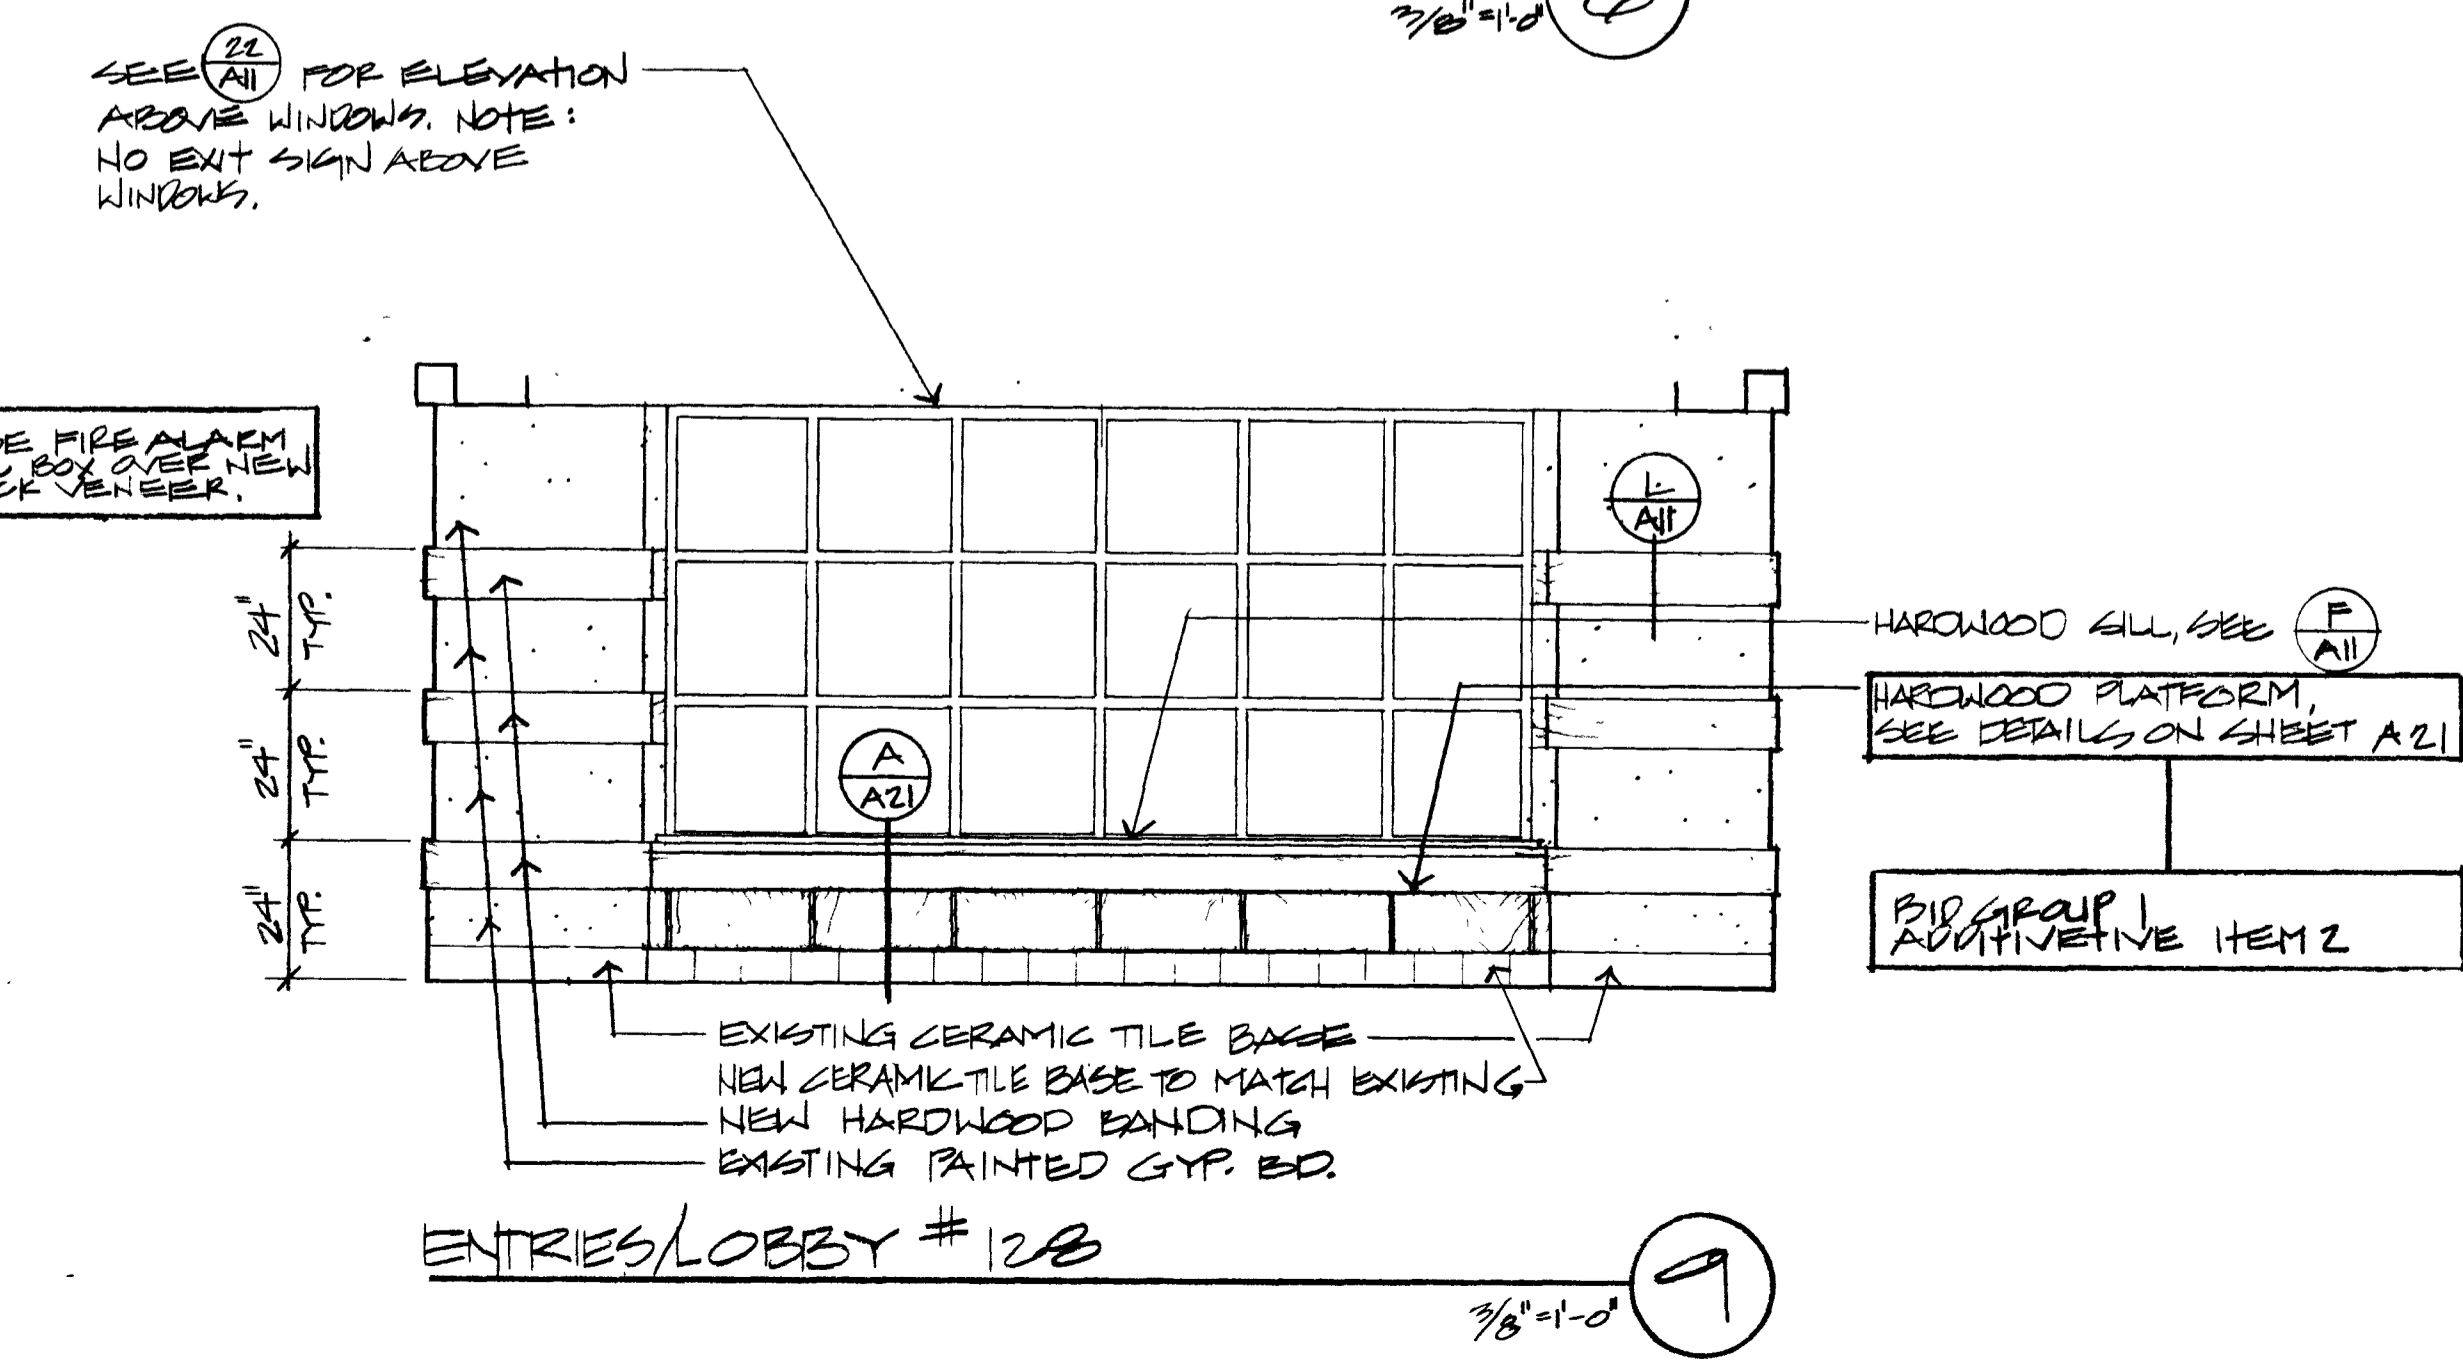 3/8"=1'-0"
SEE 22/A11 FOR ELEVATION
ABOVE WINDOWS. NOTE:
NO EXIT SIGN ABOVE
WINDOWS.
FIRE ALARM
BOX OVER NEW
VENEER.
L
A11
24"
TYP.
24"
TYP.
24"
TYP.
A
A21
HARDWOOD SILL, SEE F/A11
HARDWOOD PLATFORM,
SEE DETAILS ON SHEET A21
BID GROUP 1
ADDITIVETIVE ITEM 2
EXISTING CERAMIC TILE BASE
NEW CERAMIC TILE BASE TO MATCH EXISTING
NEW HARDWOOD BANDING
EXISTING PAINTED GYP. BD.
ENTRIES/LOBBY #128
3/8"=1'-0"
9